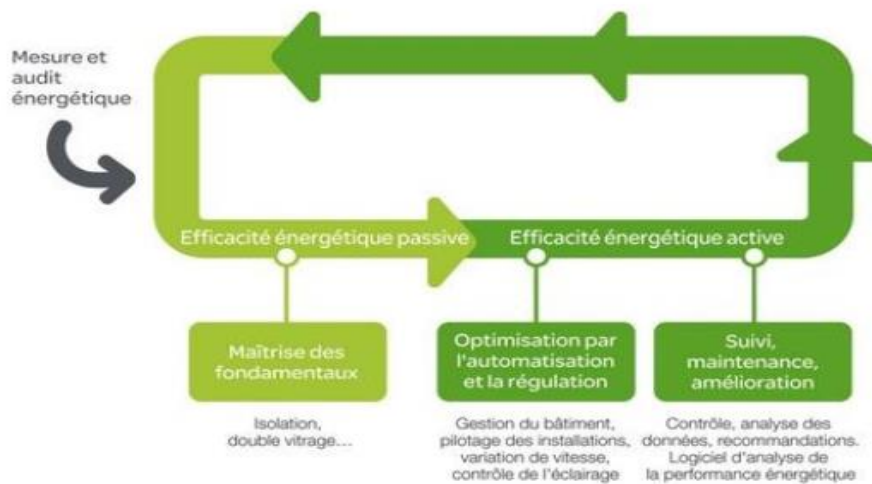 Mesure et
audit
énergétique
Efficacité énergétique passive
Efficacité énergétique active
Maîtrise des
fondamentaux
Isolation,
double vitrage...
Optimisation par
l'automatisation
et la régulation
Gestion du bâtiment,
pilotage des installations,
variation de vitesse,
contrôle de l'éclairage
Suivi,
maintenance,
amélioration
Contrôle, analyse des
données, recommandations.
Logiciel d'analyse de
la performance énergétique